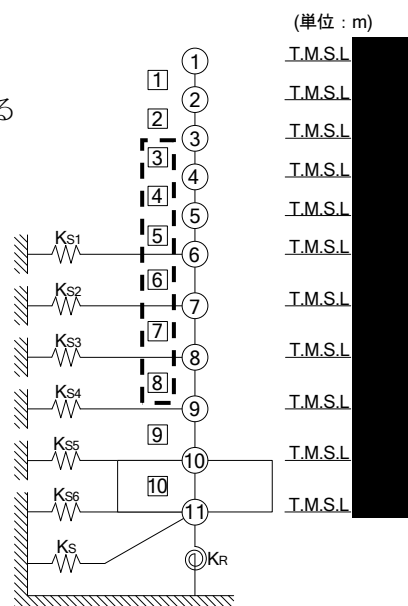 (単位：m)
① T.M.S.L
1
② T.M.S.L
る
2
③ T.M.S.L
3
④ T.M.S.L
4
⑤ T.M.S.L
5
KS1 ⑥ T.M.S.L
6
KS2 ⑦ T.M.S.L
7
KS3 ⑧ T.M.S.L
8
KS4 ⑨ T.M.S.L
9
KS5 ⑩ T.M.S.L
10
KS6 ⑪ T.M.S.L
KS KR